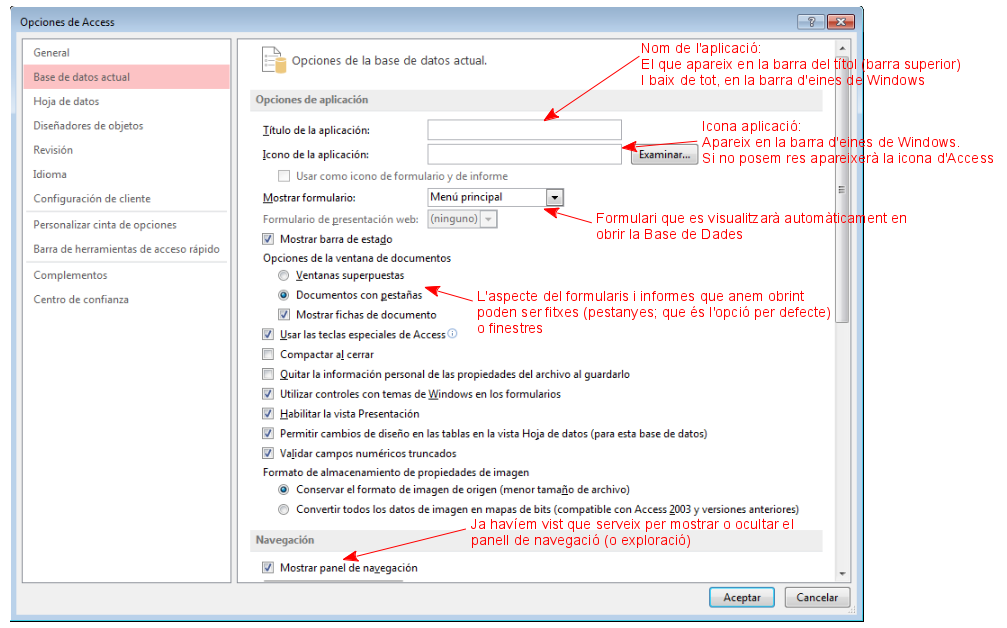 Opciones de Access
General
Base de datos actual
Hoja de datos
Diseñadores de objetos
Revisión
Idioma
Configuración de cliente
Personalizar cinta de opciones
Barra de herramientas de acceso rápido
Complementos
Centro de confianza
Opciones de la base de datos actual.
Nom de l'aplicació:
El que apareix en la barra del títol (barra superior)
I baix de tot, en la barra d'eines de Windows
Opciones de aplicación
Título de la aplicación:
Icono de la aplicación:
Examinar...
Icona aplicació:
Apareix en la barra d'eines de Windows.
Si no posem res apareixerà la icona d'Access
Usar como icono de formulario y de informe
Mostrar formulario:
Menú principal
Formulario de presentación web:
(ninguno)
Formulari que es visualitzarà automàticament en
obrir la Base de Dades
Mostrar barra de estado
Opciones de la ventana de documentos
Ventanas superpuestas
Documentos con pestañas
Mostrar fichas de documento
L'aspecte del formularis i informes que anem obrint
poden ser fitxes (pestanyes; que és l'opció per defecte)
o finestres
Usar las teclas especiales de Access
Compactar al cerrar
Quitar la información personal de las propiedades del archivo al guardarlo
Utilizar controles con temas de Windows en los formularios
Habilitar la vista Presentación
Permitir cambios de diseño en las tablas en la vista Hoja de datos (para esta base de datos)
Validar campos numéricos truncados
Formato de almacenamiento de propiedades de imagen
Conservar el formato de imagen de origen (menor tamaño de archivo)
Convertir todos los datos de imagen en mapas de bits (compatible con Access 2003 y versiones anteriores)
Ja havíem vist que serveix per mostrar o ocultar el
panell de navegació (o exploració)
Navegación
Mostrar panel de navegación
Aceptar
Cancelar